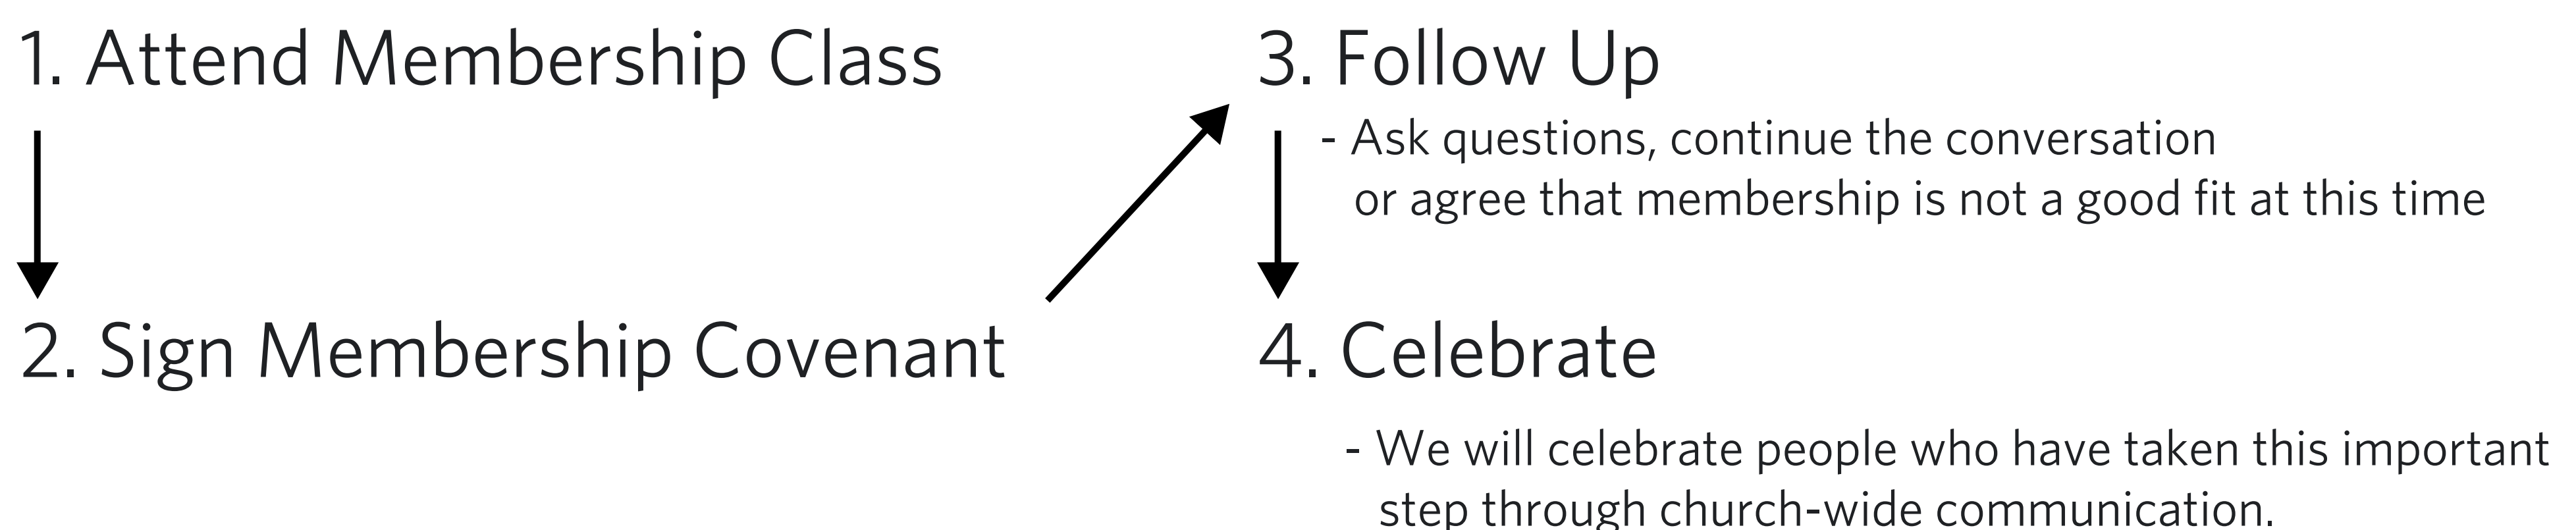 1. Attend Membership Class
2. Sign Membership Covenant
3. Follow Up
- Ask questions, continue the conversation
or agree that membership is not a good fit at this time
4. Celebrate
- We will celebrate people who have taken this important
step through church-wide communication.